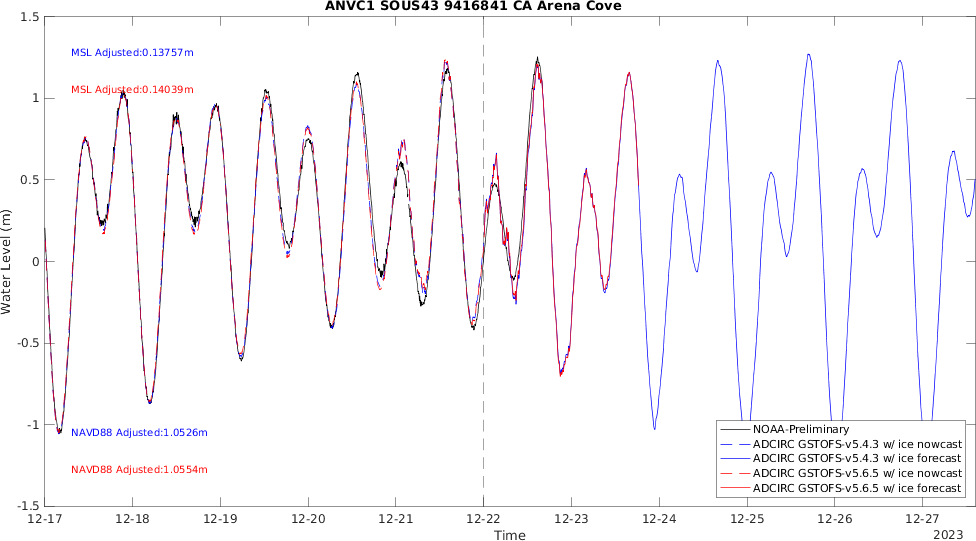 ANVC1 SOUS43 9416841 CA Arena Cove
1.5
1
0.5
0
-0.5
-1
-1.5
Water Level (m)
MSL Adjusted:0.13757m
MSL Adjusted:0.14039m
NAVD88 Adjusted:1.0526m
NAVD88 Adjusted:1.0554m
NOAA-Preliminary
ADCIRC GSTOFS-v5.4.3 w/ ice nowcast
ADCIRC GSTOFS-v5.4.3 w/ ice forecast
ADCIRC GSTOFS-v5.6.5 w/ ice nowcast
ADCIRC GSTOFS-v5.6.5 w/ ice forecast
12-17 12-18 12-19 12-20 12-21 12-22 12-23 12-24 12-25 12-26 12-27
Time
2023